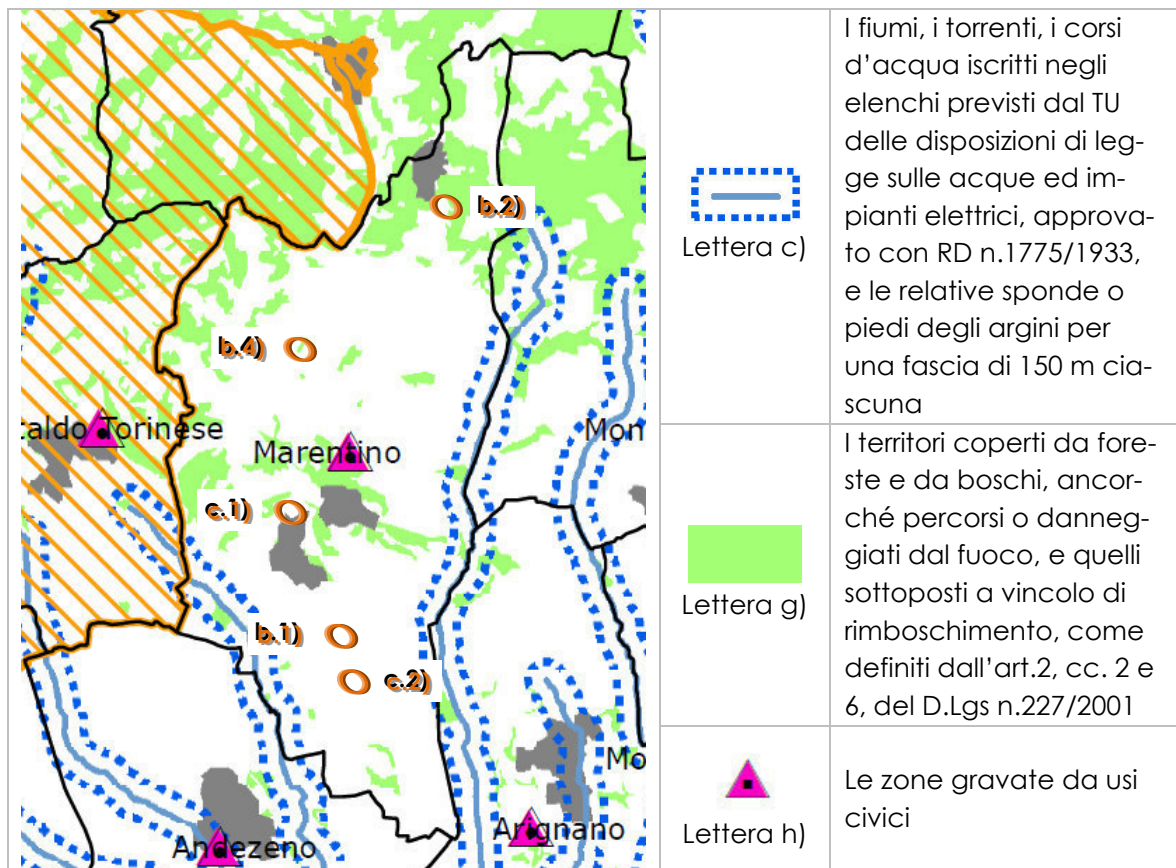 b.2)
b.4)
aldo Torinese
Mon
Marentino
c.1)
b.1)
c.2)
Mo
Arignano
Andezeno
Lettera c)
I fiumi, i torrenti, i corsi
d'acqua iscritti negli
elenchi previsti dal TU
delle disposizioni di leg-
ge sulle acque ed im-
pianti elettrici, approva-
to con RD n.1775/1933,
e le relative sponde o
piedi degli argini per
una fascia di 150 m cia-
scuna
Lettera g)
I territori coperti da fore-
ste e da boschi, ancor-
ché percorsi o danneg-
giati dal fuoco, e quelli
sottoposti a vincolo di
rimboschimento, come
definiti dall'art.2, cc. 2 e
6, del D.Lgs n.227/2001
Lettera h)
Le zone gravate da usi
civici